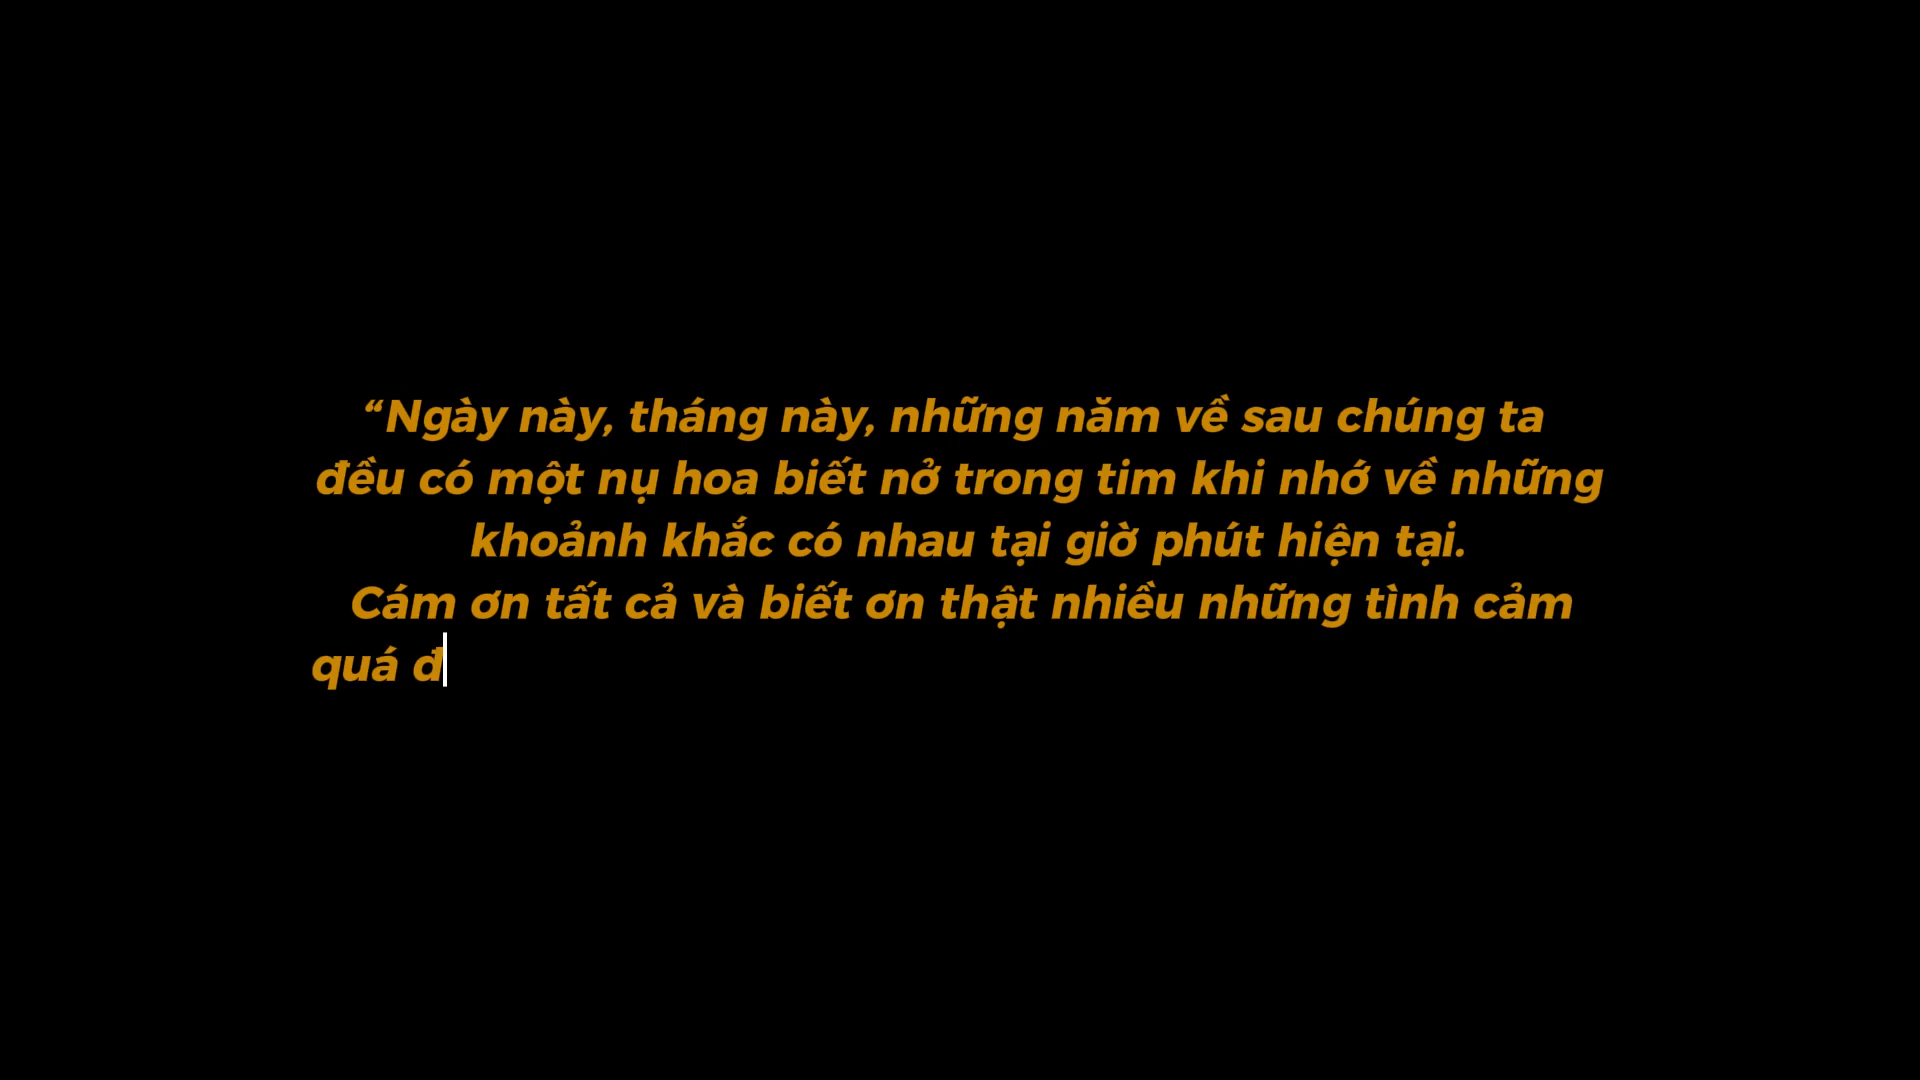 “Ngày này, tháng này, những năm về sau chúng ta
đều có một nụ hoa biết nở trong tim khi nhớ về những
khoảnh khắc có nhau tại giờ phút hiện tại.
Cám ơn tất cả và biết ơn thật nhiều những tình cảm
quá đ